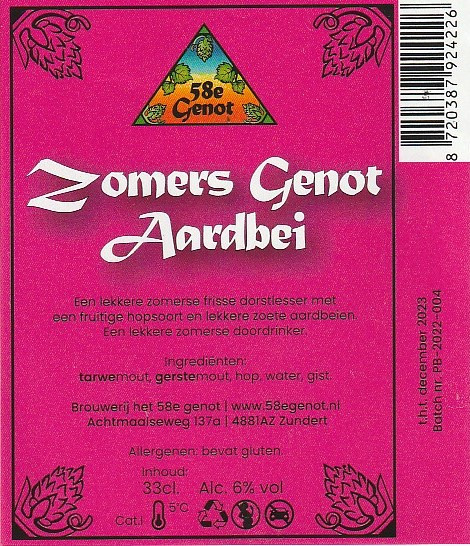 58e
Genot
Zomers Genot
Aardbei
Een lekkere zomerse frisse dorstlesser met
een fruitige hopsoort en lekkere zoete aardbeien.
Een lekkere zomerse doordrinker.
Ingrediënten:
tarwemout, gerstemout, hop, water, gist.
Brouwerij het 58e genot | www.58egenot.nl
Achtmaalseweg 137a | 4881AZ Zundert
Allergenen: bevat gluten.
Inhoud:
33cl. Alc. 6% vol
Cat.I 5°C
t.h.t. december 2023
Batch nr. PB-2022-004
8 720387 924226